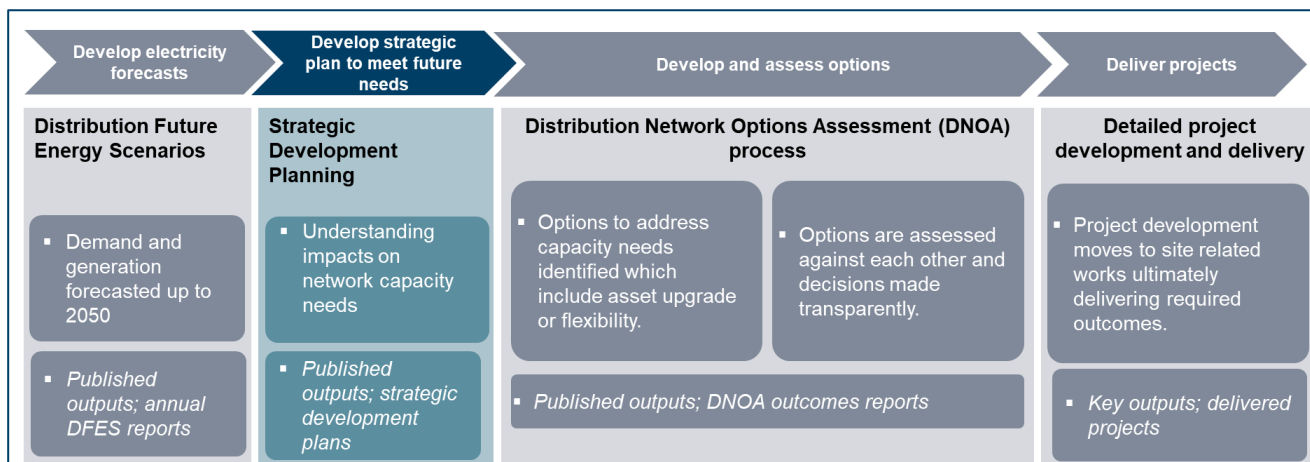 Develop electricity
forecasts
Develop strategic
plan to meet future
needs
Develop and assess options
Deliver projects
Distribution Future
Energy Scenarios
▪ Demand and
generation
forecasted up to
2050
▪ Published
outputs; annual
DFES reports
Strategic
Development
Planning
▪ Understanding
impacts on
network capacity
needs
▪ Published
outputs; strategic
development
plans
Distribution Network Options Assessment (DNOA)
process
▪ Options to address
capacity needs
identified which
include asset upgrade
or flexibility.
▪ Options are assessed
against each other and
decisions made
transparently.
▪ Published outputs; DNOA outcomes reports
Detailed project
development and delivery
▪ Project development
moves to site related
works ultimately
delivering required
outcomes.
▪ Key outputs; delivered
projects